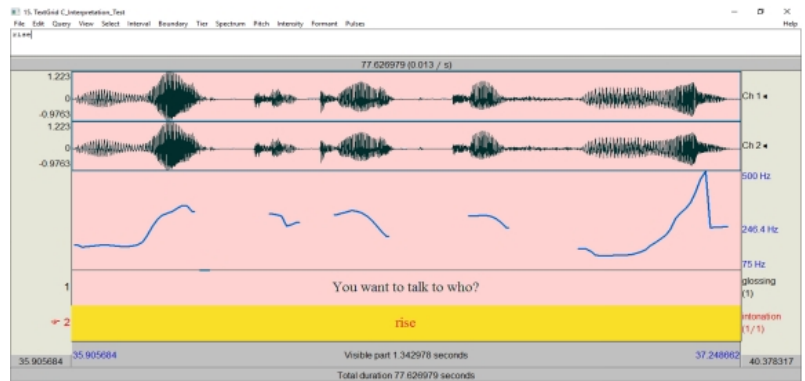 15. TextGrid C_Interpretation_Test
File Edit Query View Select Interval Boundary Tier Spectrum Pitch Intensity Formant Pulses Help
rise
77.626979 (0.013 / s)
1.223
0
-0.9763
Ch 1
1.223
0
-0.9763
Ch 2
500 Hz
246.4 Hz
75 Hz
1 You want to talk to who? glossing (1)
2 rise intonation (1/1)
35.905684 35.905684 Visible part 1.342978 seconds 37.248662 40.378317
Total duration 77.626979 seconds